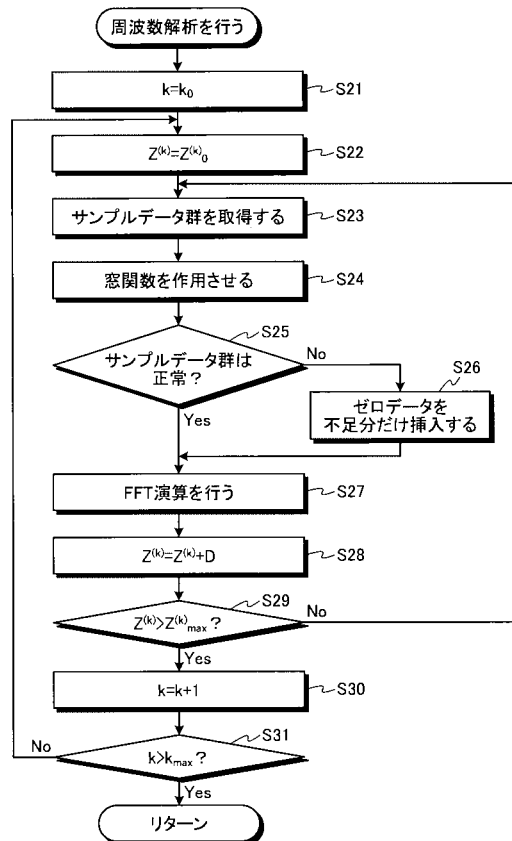 周波数解析を行う
k=k₀
S21
Z⁽ᵏ⁾=Z⁽ᵏ⁾₀
S22
サンプルデータ群を取得する
S23
窓関数を作用させる
S24
S25
サンプルデータ群は
正常？
No
Yes
S26
ゼロデータを
不足分だけ挿入する
FFT演算を行う
S27
Z⁽ᵏ⁾=Z⁽ᵏ⁾+D
S28
S29
Z⁽ᵏ⁾>Z⁽ᵏ⁾max？
No
Yes
k=k+1
S30
S31
k>kmax？
No
Yes
リターン